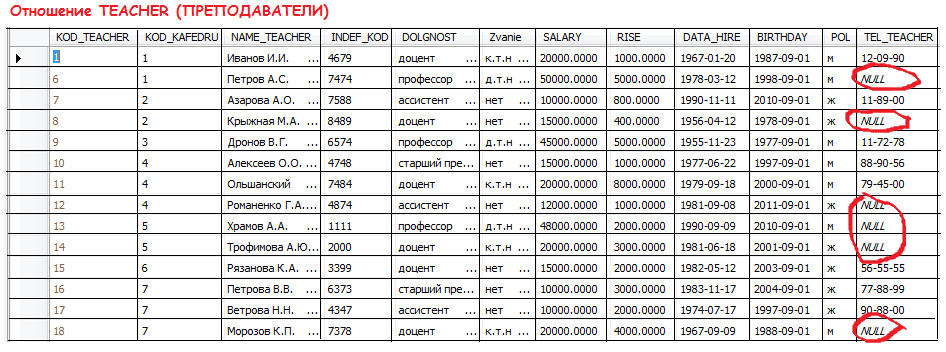 Отношение TEACHER (ПРЕПОДАВАТЕЛИ)
KOD_TEACHER KOD_KAFEDRU NAME_TEACHER INDEF_KOD DOLGNOST Zvanie SALARY RISE DATA_HIRE BIRTHDAY POL TEL_TEACHER
1 1 Иванов И.И. ... 4679 доцент ... к.т.н ... 20000.0000 1000.0000 1967-01-20 1987-09-01 м 12-09-90
6 1 Петров А.С. ... 7474 профессор ... д.т.н ... 50000.0000 5000.0000 1978-03-12 1998-09-01 м NULL
7 2 Азарова А.О. ... 7588 ассистент ... нет ... 10000.0000 800.0000 1990-11-11 2010-09-01 ж 11-89-00
8 2 Крыжная М.А. ... 8489 доцент ... нет ... 15000.0000 400.0000 1956-04-12 1978-09-01 ж NULL
9 3 Дронов В.Г. ... 6574 профессор ... д.т.н ... 45000.0000 5000.0000 1955-11-23 1977-09-01 м 11-72-78
10 4 Алексеев О.О. ... 4748 старший пре... нет ... 15000.0000 1000.0000 1977-06-22 1997-09-01 м 88-90-56
11 4 Ольшанский ... 7484 доцент ... к.т.н ... 20000.0000 8000.0000 1979-09-18 2000-09-01 м 79-45-00
12 4 Романенко Г.А.... 4874 ассистент ... нет ... 12000.0000 1000.0000 1981-09-08 2011-09-01 ж NULL
13 5 Храмов А.А. ... 1111 профессор ... д.т.н ... 48000.0000 2000.0000 1990-09-09 2010-09-01 м NULL
14 5 Трофимова А.Ю... 2000 доцент ... к.т.н ... 20000.0000 3000.0000 1981-06-18 2001-09-01 ж NULL
15 6 Рязанова К.А. ... 3399 доцент ... нет ... 15000.0000 2000.0000 1982-05-12 2003-09-01 ж 56-55-55
16 7 Петрова В.В. ... 6373 старший пре... нет ... 10000.0000 3000.0000 1983-11-17 2004-09-01 ж 77-88-99
17 7 Ветрова Н.Н. ... 4347 ассистент ... нет ... 10000.0000 2000.0000 1974-07-17 1997-09-01 ж 90-88-00
18 7 Морозов К.П. ... 7378 доцент ... к.т.н ... 20000.0000 4000.0000 1967-09-09 1988-09-01 м NULL